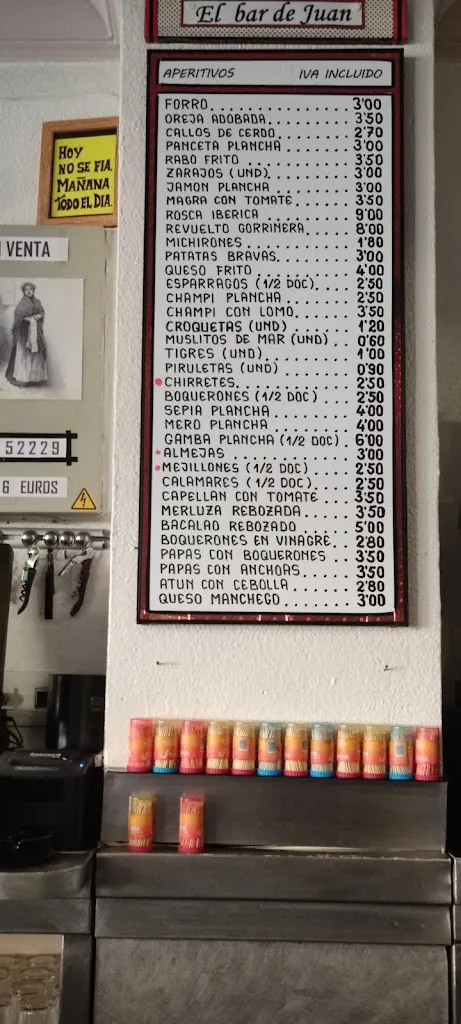 El bar de Juan
APERITIVOS IVA INCLUIDO
FORRO 3'00
OREJA ADOBADA 3'50
CALLOS DE CERDO 2'70
PANCETA PLANCHA 3'00
RABO FRITO 3'50
ZARAJOS (UND) 3'00
JAMON PLANCHA 3'00
MAGRA CON TOMATE 3'50
ROSCA IBERICA 9'00
REVUELTO GORRINERA 8'00
MICHIRONES 1'80
PATATAS BRAVAS 3'00
QUESO FRITO 4'00
ESPARRAGOS (1/2 DOC) 2'50
CHAMPI PLANCHA 2'50
CHAMPI CON LOMO 3'50
CROQUETAS (UND) 1'20
MUSLITOS DE MAR (UND) 0'60
TIGRES (UND) 1'00
PIRULETAS (UND) 0'90
CHIRRETES 2'50
BOQUERONES (1/2 DOC) 2'50
SEPIA PLANCHA 4'00
MERO PLANCHA 4'00
GAMBA PLANCHA (1/2 DOC) 6'00
ALMEJAS 3'00
MEJILLONES (1/2 DOC) 2'50
CALAMARES (1/2 DOC) 2'50
CAPELLAN CON TOMATE 3'50
MERLUZA REBOZADA 3'50
BACALAO REBOZADO 5'00
BOQUERONES EN VINAGRE 2'80
PAPAS CON BOQUERONES 3'50
PAPAS CON ANCHOAS 3'50
ATUN CON CEBOLLA 2'80
QUESO MANCHEGO 3'00
HOY
NO SE FIA.
MAÑANA
TODO EL DIA.
VENTA
52229
6 EUROS